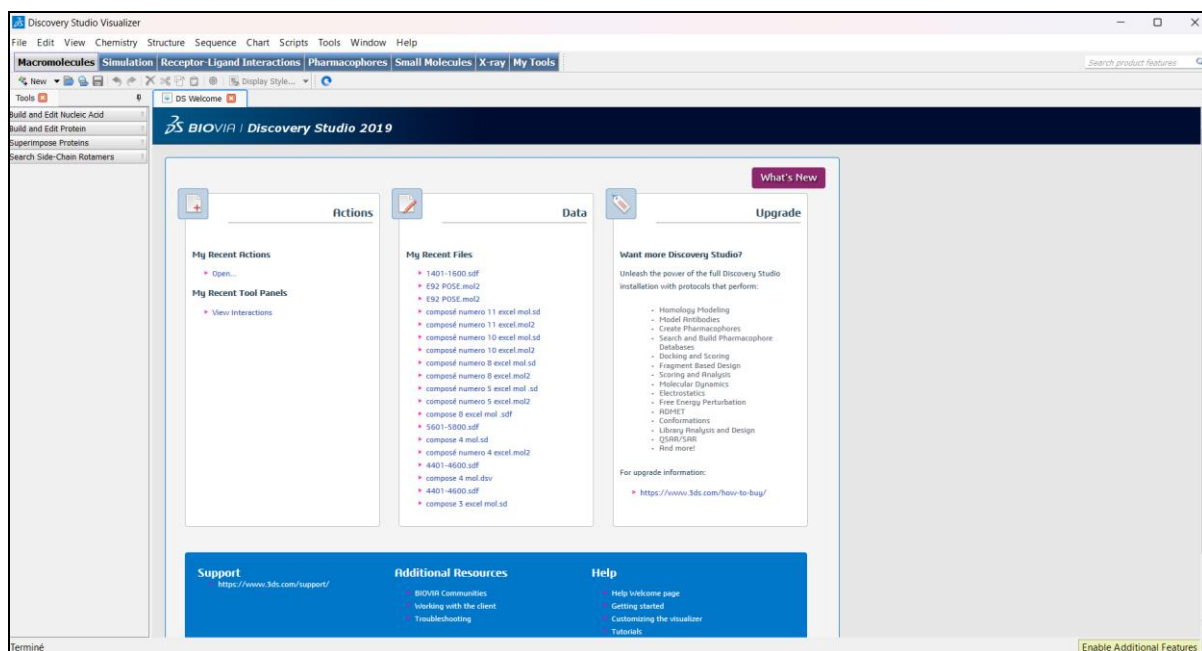 Discovery Studio Visualizer
File Edit View Chemistry Structure Sequence Chart Scripts Tools Window Help
Macromolecules Simulation Receptor-Ligand Interactions Pharmacophores Small Molecules X-ray My Tools
Search product features
New Display Style...
Tools
DS Welcome
Build and Edit Nucleic Acid
Build and Edit Protein
Superimpose Proteins
Search Side-Chain Rotamers
BIOVIA | Discovery Studio 2019
What's New
Actions
My Recent Actions
Open...
My Recent Tool Panels
View Interactions
Data
My Recent Files
1401-1600.sdf
E92 POSE.mol2
E92 POSE.mol2
composé numero 11 excel mol.sd
composé numero 11 excel.mol2
composé numero 10 excel mol.sd
composé numero 10 excel.mol2
composé numero 8 excel mol.sd
composé numero 8 excel.mol2
composé numero 5 excel mol .sd
composé numero 5 excel.mol2
compose 8 excel mol .sdf
5601-5800.sdf
compose 4 mol.sd
composé numero 4 excel.mol2
4401-4600.sdf
compose 4 mol.dsv
4401-4600.sdf
compose 3 excel mol.sd
Upgrade
Want more Discovery Studio?
Unleash the power of the full Discovery Studio
installation with protocols that perform:
Homology Modeling
Model Antibodies
Create Pharmacophores
Search and Build Pharmacophore
Databases
Docking and Scoring
Fragment Based Design
Scoring and Analysis
Molecular Dynamics
Electrostatics
Free Energy Perturbation
ADMET
Conformations
Library Analysis and Design
QSAR/SAR
And more!
For upgrade information:
https://www.3ds.com/how-to-buy/
Support
https://www.3ds.com/support/
Additional Resources
BIOVIA Communities
Working with the client
Troubleshooting
Help
Help Welcome page
Getting started
Customizing the visualizer
Tutorials
Terminé
Enable Additional Features